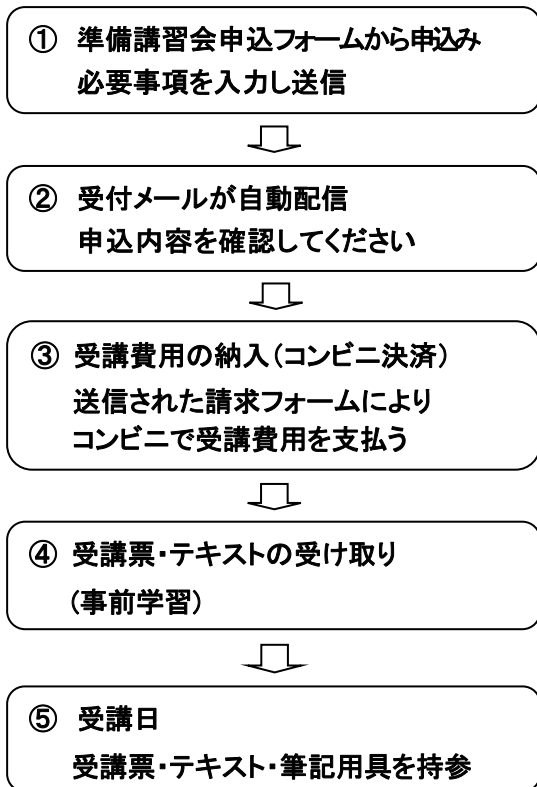 ① 準備講習会申込フォームから申込み
必要事項を入力し送信
② 受付メールが自動配信
申込内容を確認してください
③ 受講費用の納入(コンビニ決済)
送信された請求フォームにより
コンビニで受講費用を支払う
④ 受講票・テキストの受け取り
(事前学習)
⑤ 受講日
受講票・テキスト・筆記用具を持参